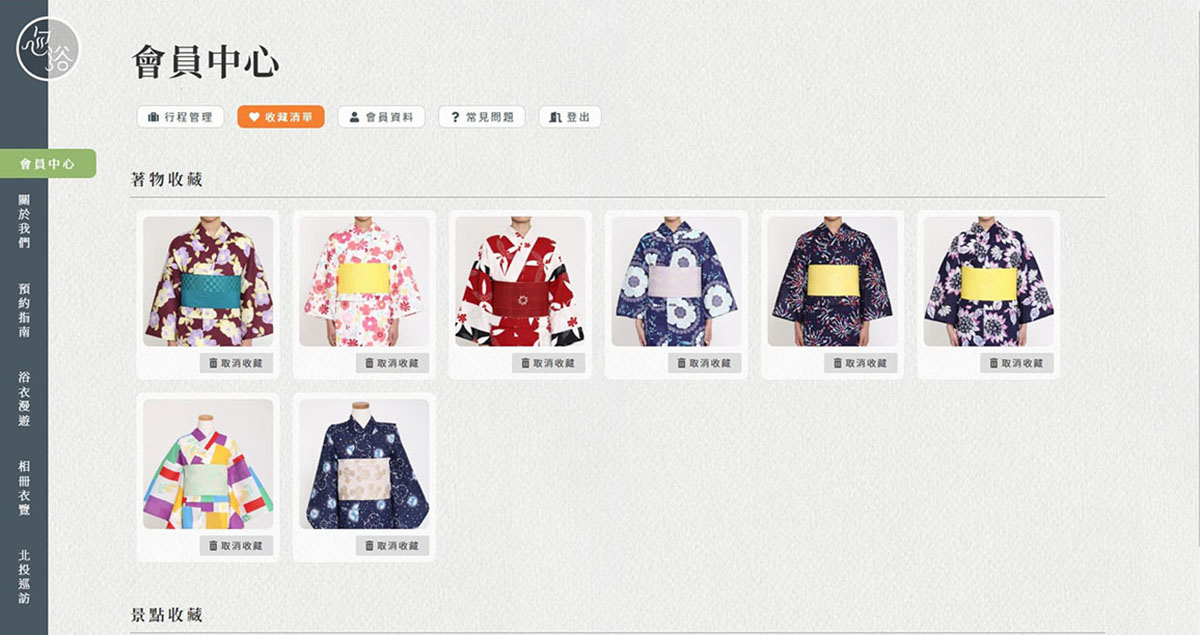 會員中心
行程管理
收藏清單
會員資料
常見問題
登出
會員中心
關於我們
預約指南
浴衣漫遊
相冊衣覽
北投巡訪
著物收藏
取消收藏
取消收藏
取消收藏
取消收藏
取消收藏
取消收藏
取消收藏
取消收藏
景點收藏